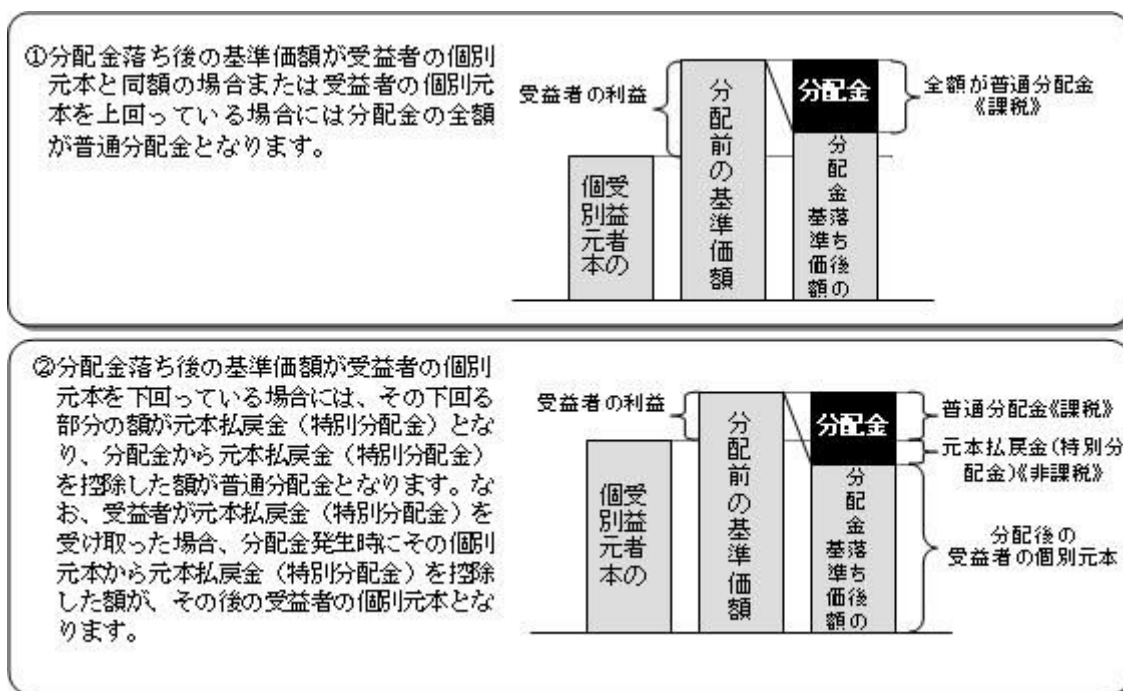 ①分配金落ち後の基準価額が受益者の個別
元本と同額の場合または受益者の個別元
本を上回っている場合には分配金の全額
が普通分配金となります。
受益者の利益
受益者の
個別元本
分配前の基準価額
分配金
分配金落ち後の
基準価額
全額が普通分配金
《課税》
②分配金落ち後の基準価額が受益者の個別
元本を下回っている場合には、その下回る
部分の額が元本払戻金（特別分配金）とな
り、分配金から元本払戻金（特別分配金）
を控除した額が普通分配金となります。な
お、受益者が元本払戻金（特別分配金）を
受け取った場合、分配金発生時にその個別
元本から元本払戻金（特別分配金）を控除
した額が、その後の受益者の個別元本とな
ります。
受益者の利益
受益者の
個別元本
分配前の基準価額
分配金
分配金落ち後の
基準価額
普通分配金《課税》
元本払戻金(特別分
配金)《非課税》
分配後の
受益者の個別元本